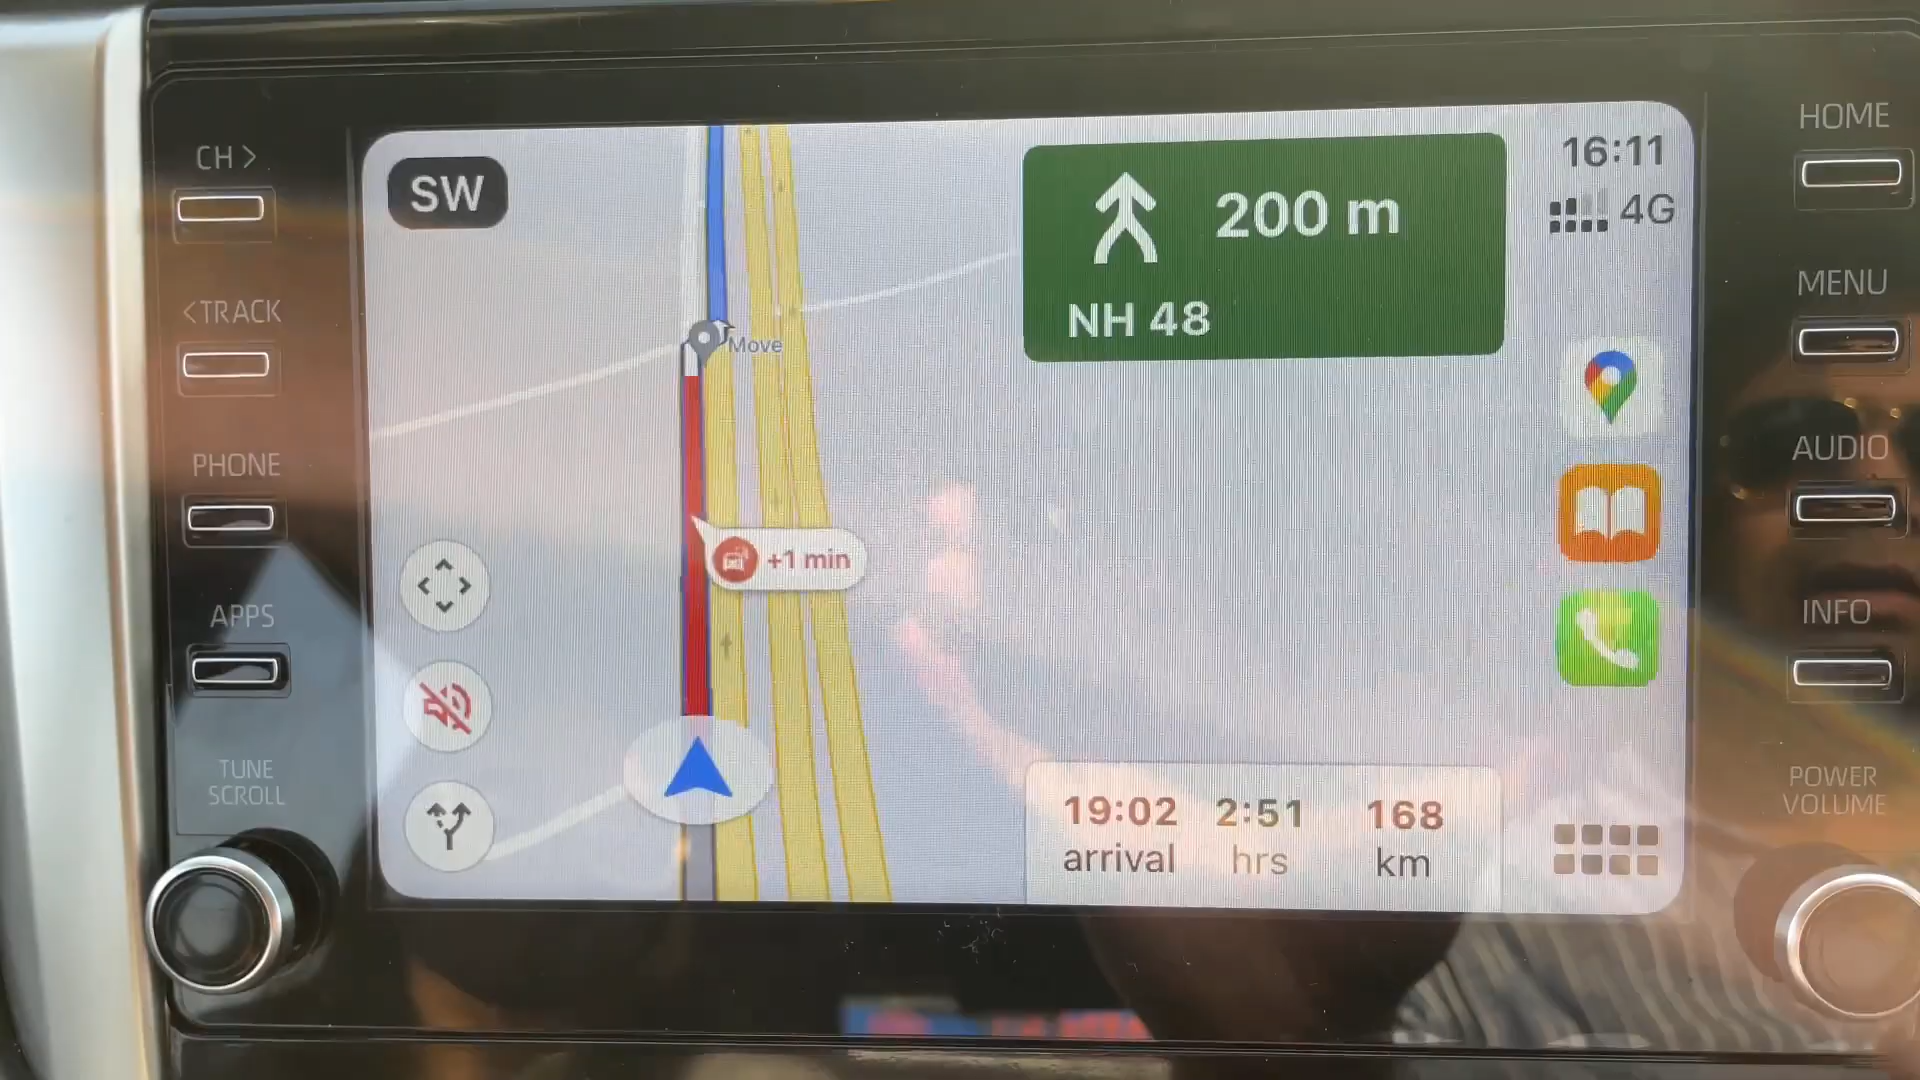 CH >
<TRACK
PHONE
APPS
TUNE
SCROLL
SW
Move
+1 min
200 m
NH 48
16:11
4G
19:02 2:51 168
arrival hrs km
HOME
MENU
AUDIO
INFO
POWER
VOLUME